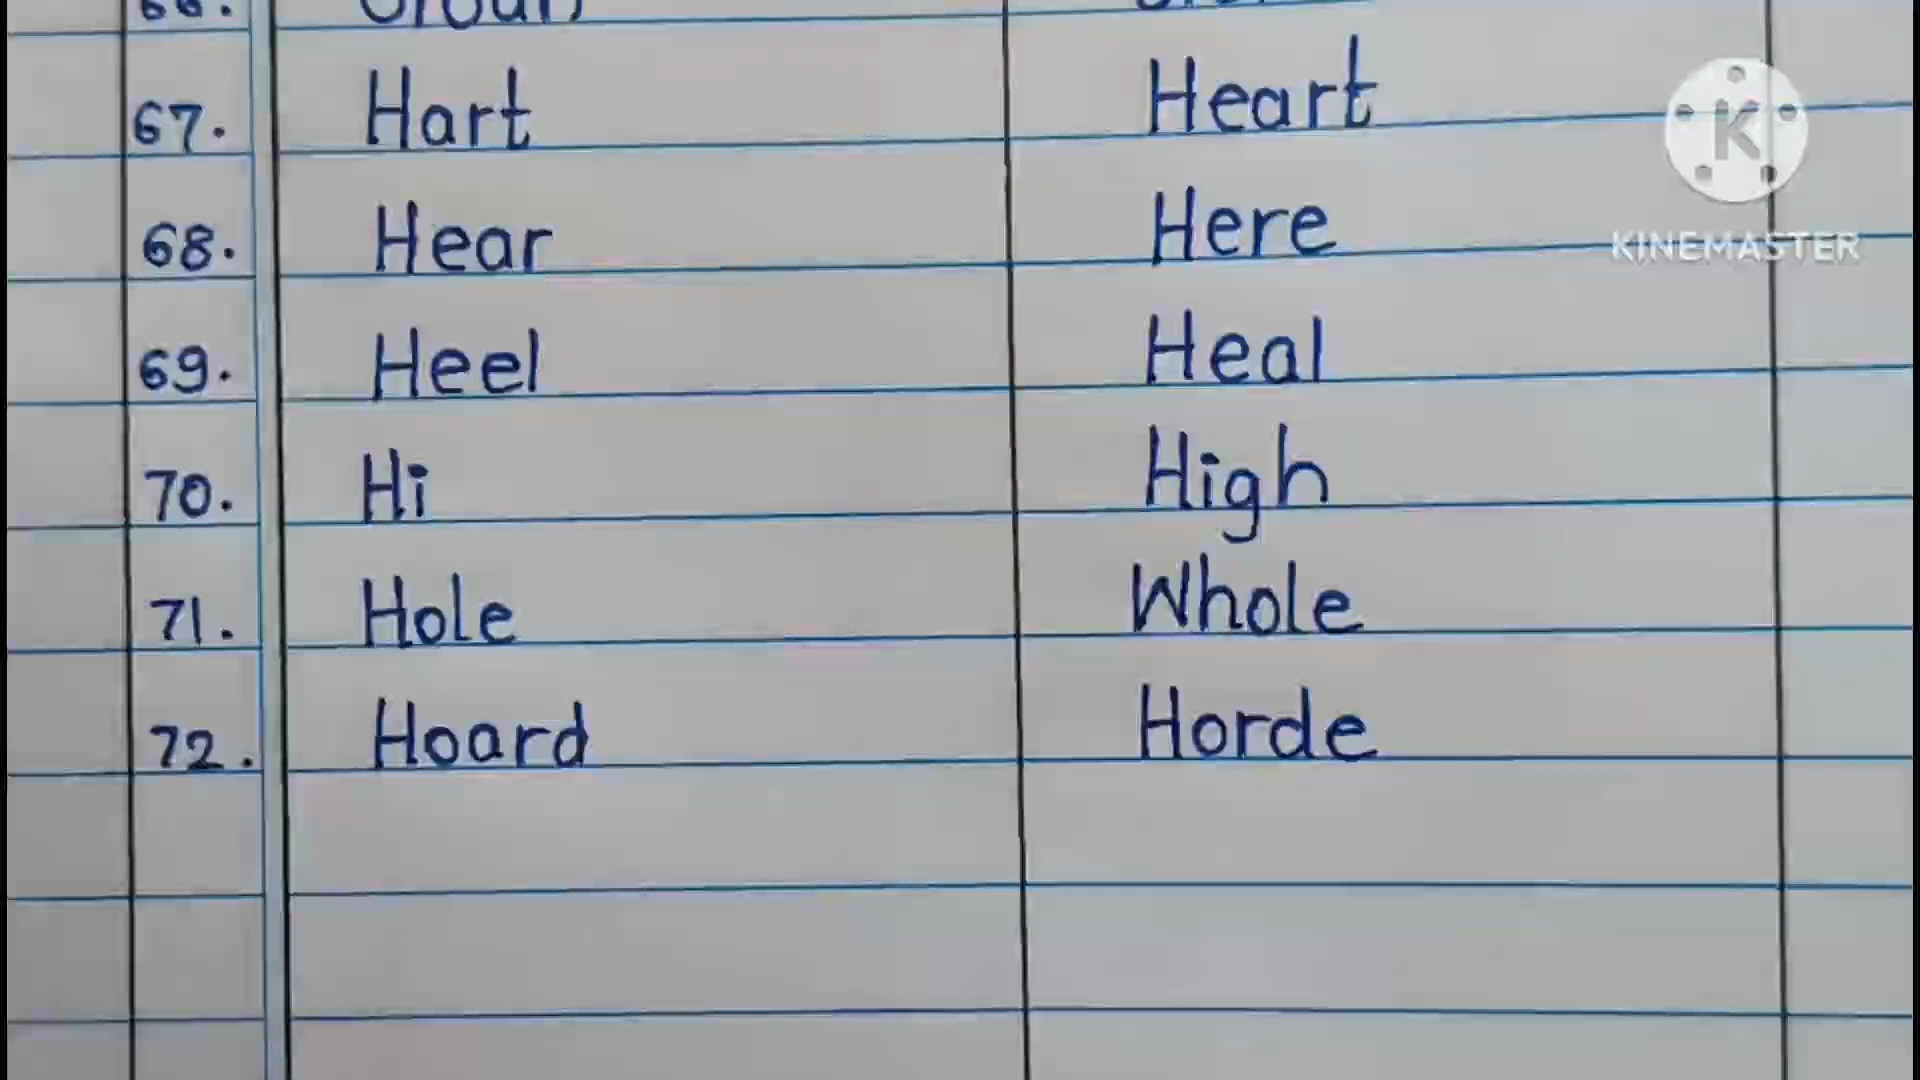 66.
67. Hart Heart
68. Hear Here
69. Heel Heal
70. Hi High
71. Hole Whole
72. Hoard Horde
K
KINEMASTER